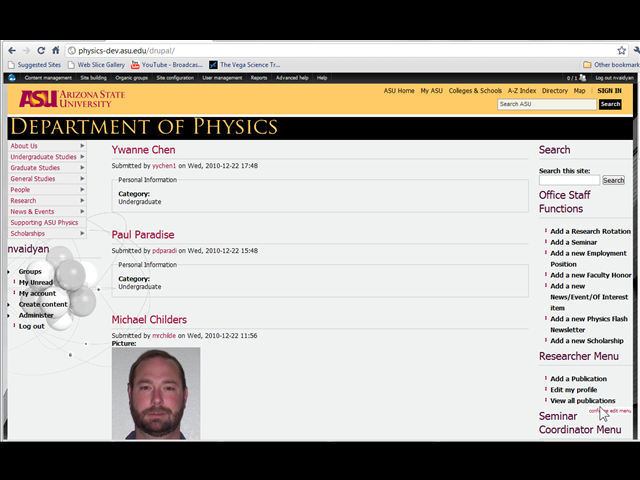 physics-dev.asu.edu/drupal/
Suggested Sites Web Slice Gallery YouTube - Broadcas... The Vega Science Tr... Other bookmark
Content management Site building Organic groups Site configuration User management Reports Advanced help Help 0 / 1 Log out nvaidyan
ASU ARIZONA STATE UNIVERSITY
ASU Home My ASU Colleges & Schools A-Z Index Directory Map SIGN IN
Search ASU Search
DEPARTMENT OF PHYSICS
About Us
Undergraduate Studies
Graduate Studies
General Studies
People
Research
News & Events
Supporting ASU Physics
Scholarships
nvaidyan
Groups
My Unread
My account
Create content
Administer
Log out
Ywanne Chen
Submitted by yychen1 on Wed, 2010-12-22 17:48
Personal Information
Category:
Undergraduate
Paul Paradise
Submitted by pdparadi on Wed, 2010-12-22 15:48
Personal Information
Category:
Undergraduate
Michael Childers
Submitted by mrchilde on Wed, 2010-12-22 11:56
Picture:
Search
Search this site:
Search
Office Staff
Functions
Add a Research Rotation
Add a Seminar
Add a new Employment
Position
Add a new Faculty Honor
Add a new
News/Event/Of Interest
item
Add a new Physics Flash
Newsletter
Add a new Scholarship
Researcher Menu
Add a Publication
Edit my profile
View all publications
edit menu
Seminar
Coordinator Menu